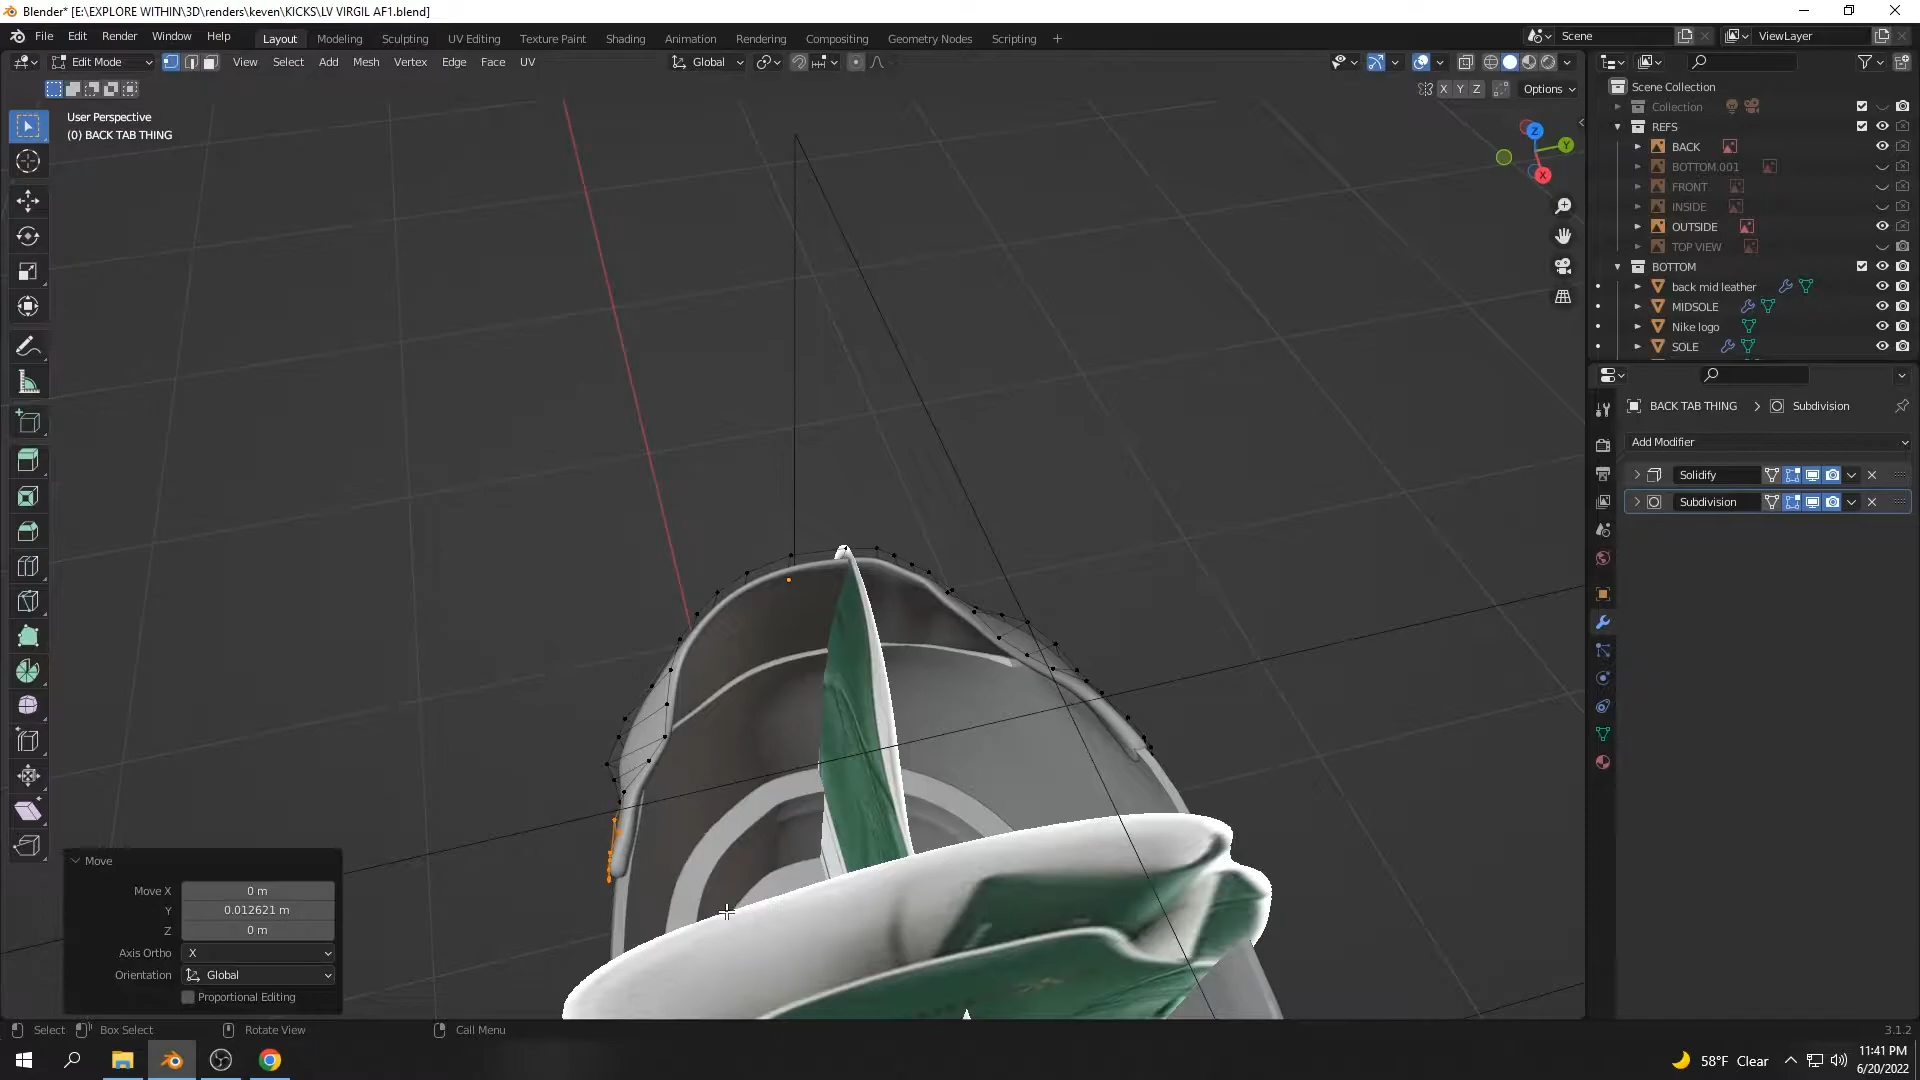 Blender* [E:\EXPLORE WITHIN\3D\renders\keven\KICKS\LV VIRGIL AF1.blend]
File Edit Render Window Help
Layout Modeling Sculpting UV Editing Texture Paint Shading Animation Rendering Compositing Geometry Nodes Scripting +
Scene
ViewLayer
Edit Mode
View Select Add Mesh Vertex Edge Face UV
Global
X Y Z
Options
User Perspective
(0) BACK TAB THING
Z
Y
X
Scene Collection
Collection
REFS
BACK
BOTTOM.001
FRONT
INSIDE
OUTSIDE
TOP VIEW
BOTTOM
back mid leather
MIDSOLE
Nike logo
SOLE
BACK TAB THING > Subdivision
Add Modifier
Solidify
Subdivision
Move
Move X 0 m
Y 0.012621 m
Z 0 m
Axis Ortho X
Orientation Global
Proportional Editing
Select Box Select Rotate View Call Menu
3.1.2
58°F Clear
11:41 PM
6/20/2022